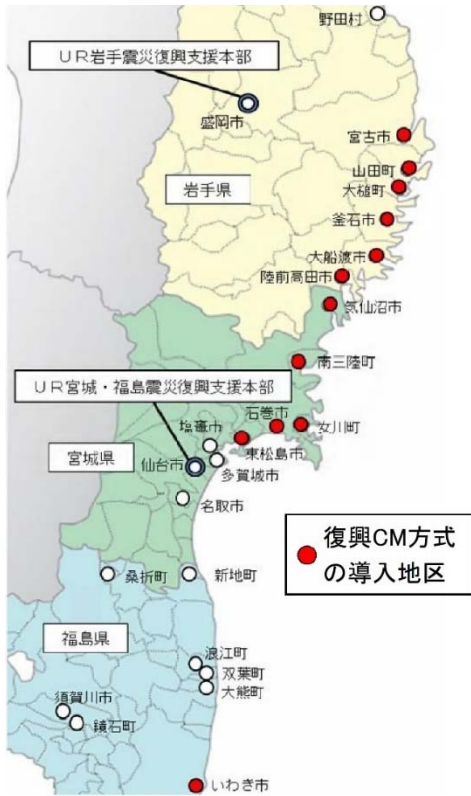 野田村
UR岩手震災復興支援本部
盛岡市
宮古市
山田町
岩手県
大槌町
釜石市
大船渡市
陸前高田市
気仙沼市
南三陸町
UR宮城・福島震災復興支援本部
石巻市
塩竈市
女川町
宮城県
仙台市
東松島市
多賀城市
名取市
復興CM方式
の導入地区
桑折町
新地町
福島県
浪江町
双葉町
須賀川市
大熊町
鏡石町
いわき市